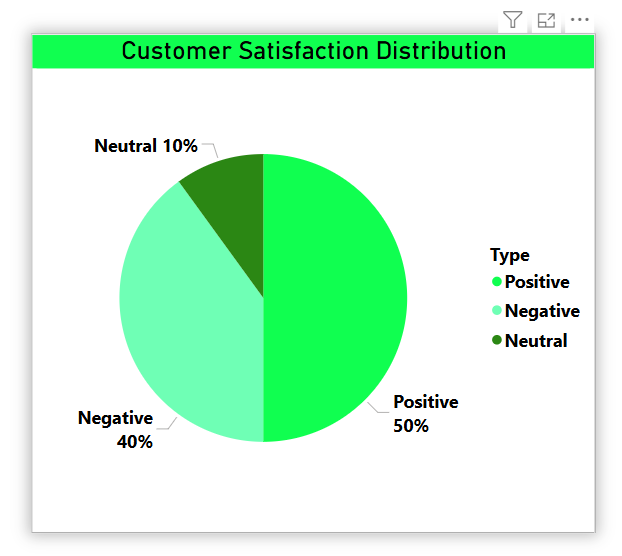 Customer Satisfaction Distribution
Neutral 10%
Type
Positive
Negative
Neutral
Positive
50%
Negative
40%